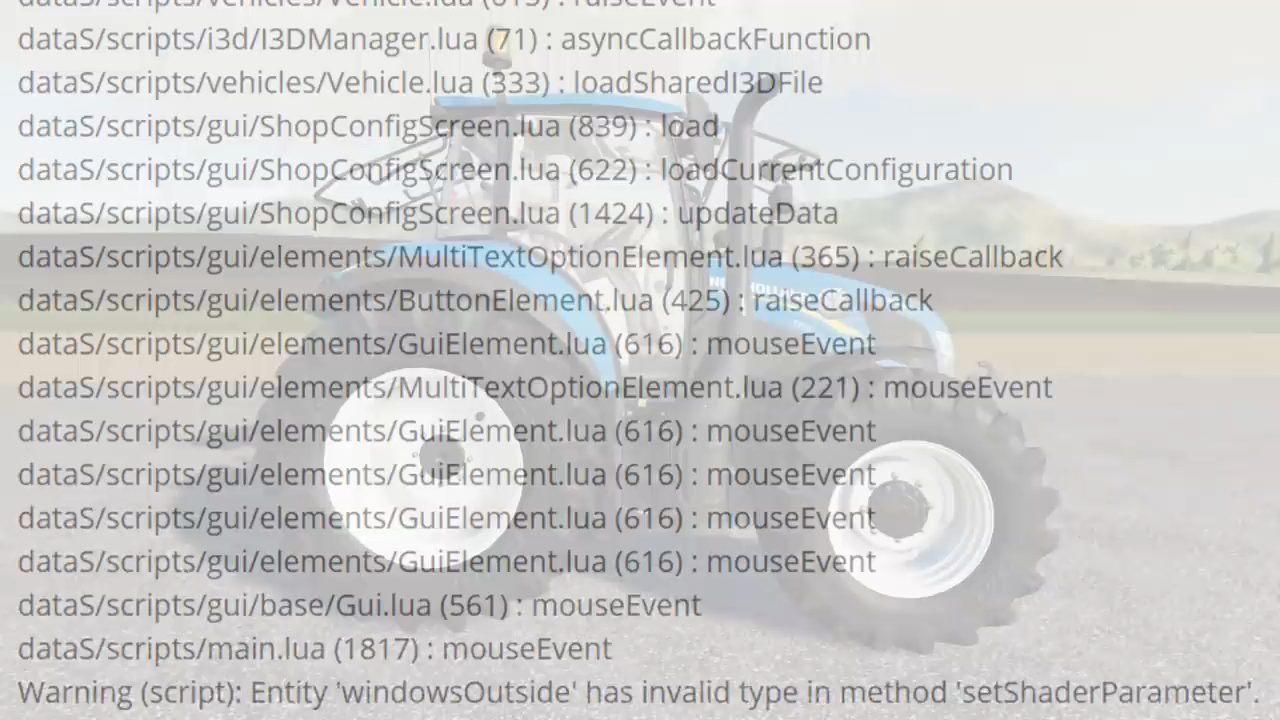 dataS/scripts/vehicles/Vehicle.lua : raiseEvent
dataS/scripts/i3d/I3DManager.lua (71) : asyncCallbackFunction
dataS/scripts/vehicles/Vehicle.lua (333) : loadSharedI3DFile
dataS/scripts/gui/ShopConfigScreen.lua (839) : load
dataS/scripts/gui/ShopConfigScreen.lua (622) : loadCurrentConfiguration
dataS/scripts/gui/ShopConfigScreen.lua (1424) : updateData
dataS/scripts/gui/elements/MultiTextOptionElement.lua (365) : raiseCallback
dataS/scripts/gui/elements/ButtonElement.lua (425) : raiseCallback
dataS/scripts/gui/elements/GuiElement.lua (616) : mouseEvent
dataS/scripts/gui/elements/MultiTextOptionElement.lua (221) : mouseEvent
dataS/scripts/gui/elements/GuiElement.lua (616) : mouseEvent
dataS/scripts/gui/elements/GuiElement.lua (616) : mouseEvent
dataS/scripts/gui/elements/GuiElement.lua (616) : mouseEvent
dataS/scripts/gui/elements/GuiElement.lua (616) : mouseEvent
dataS/scripts/gui/base/Gui.lua (561) : mouseEvent
dataS/scripts/main.lua (1817) : mouseEvent
Warning (script): Entity 'windowsOutside' has invalid type in method 'setShaderParameter'.